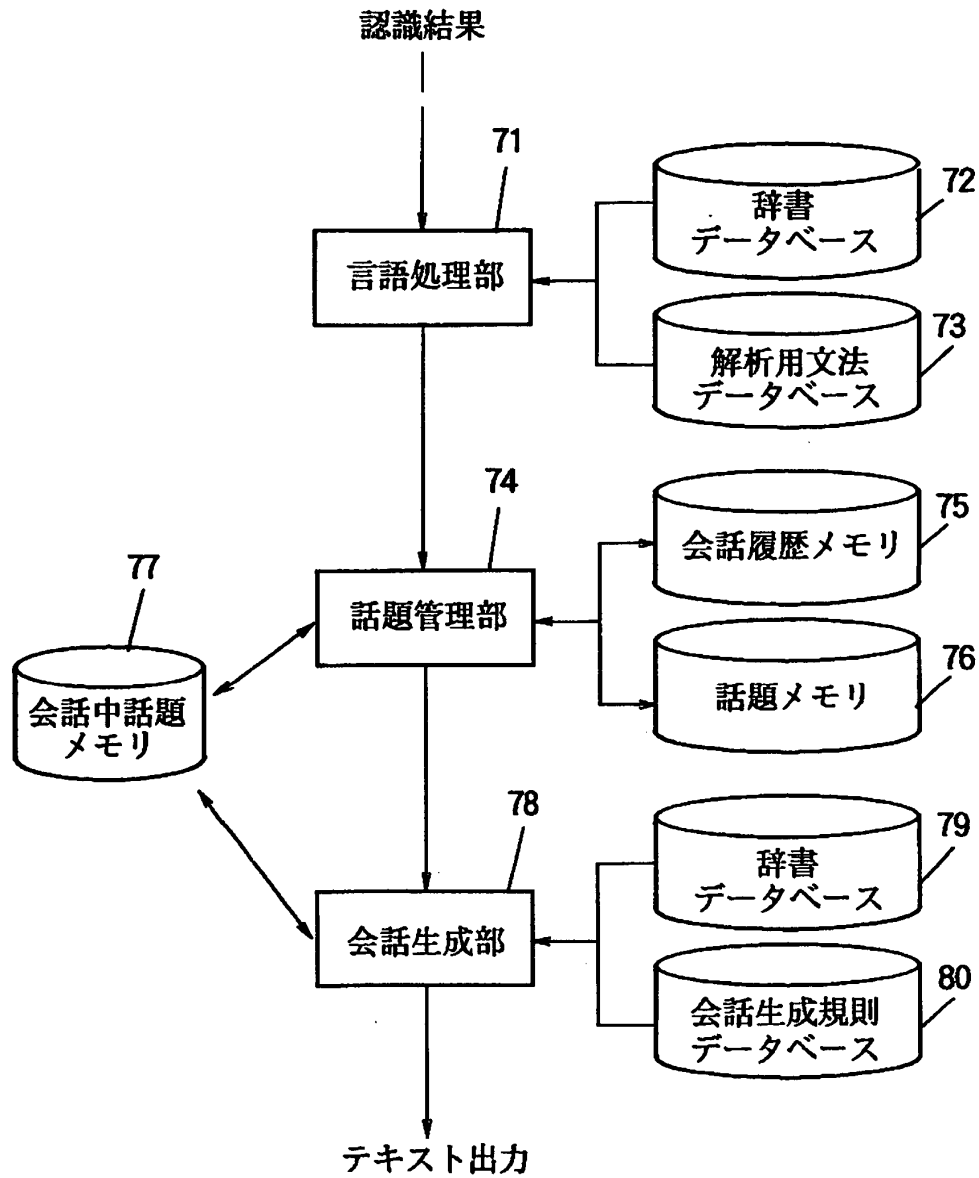 認識結果
71
言語処理部
辞書
データベース
72
解析用文法
データベース
73
74
話題管理部
会話履歴メモリ
75
話題メモリ
76
77
会話中話題
メモリ
78
会話生成部
辞書
データベース
79
会話生成規則
データベース
80
テキスト出力